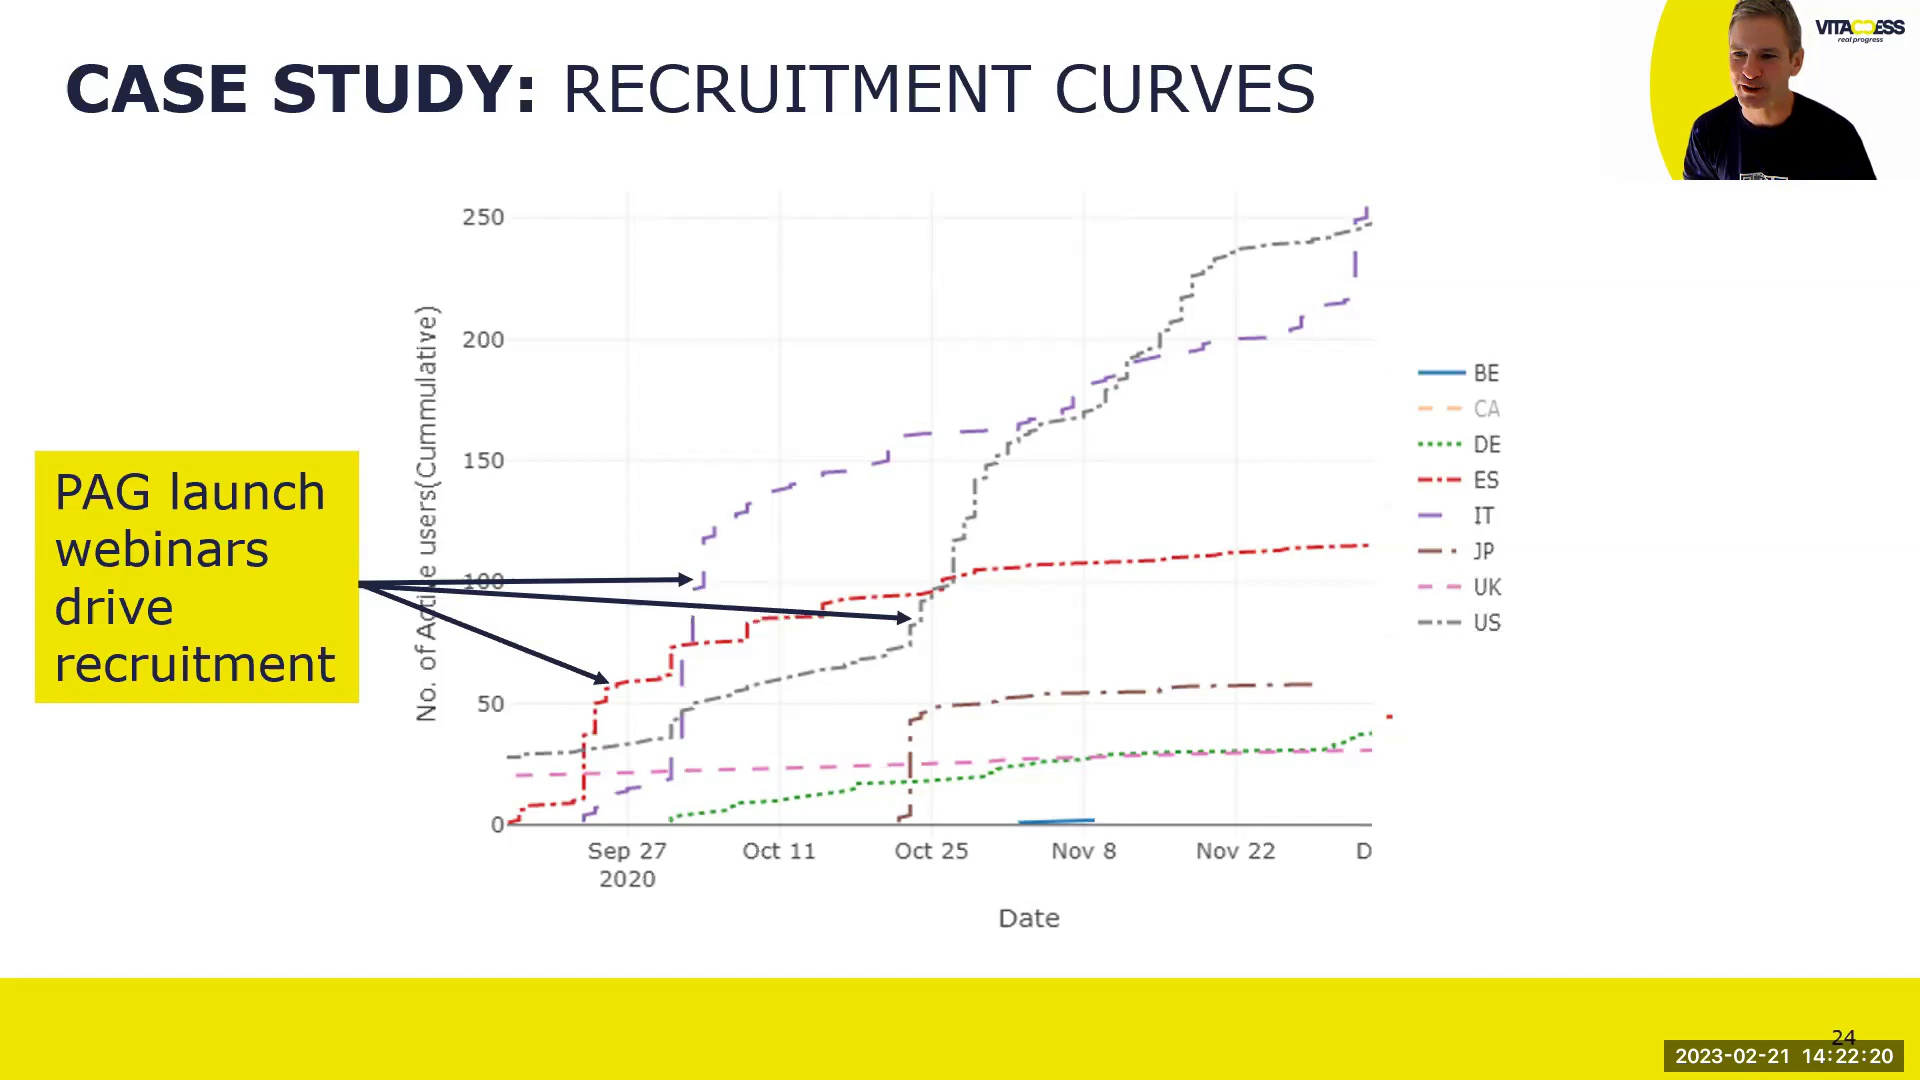 CASE STUDY: RECRUITMENT CURVES
VITACCESS
real progress
PAG launch
webinars
drive
recruitment
No. of Active users(Cummulative)
250
200
150
100
50
0
Sep 27
2020
Oct 11
Oct 25
Nov 8
Nov 22
D
Date
BE
CA
DE
ES
IT
JP
UK
US
24
2023-02-21 14:22:20